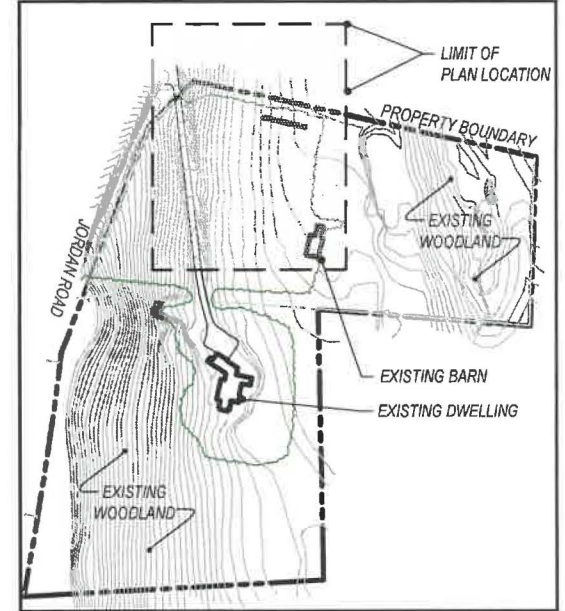 LIMIT OF
PLAN LOCATION
PROPERTY BOUNDARY
EXISTING
WOODLAND
JORDAN ROAD
EXISTING BARN
EXISTING DWELLING
EXISTING
WOODLAND